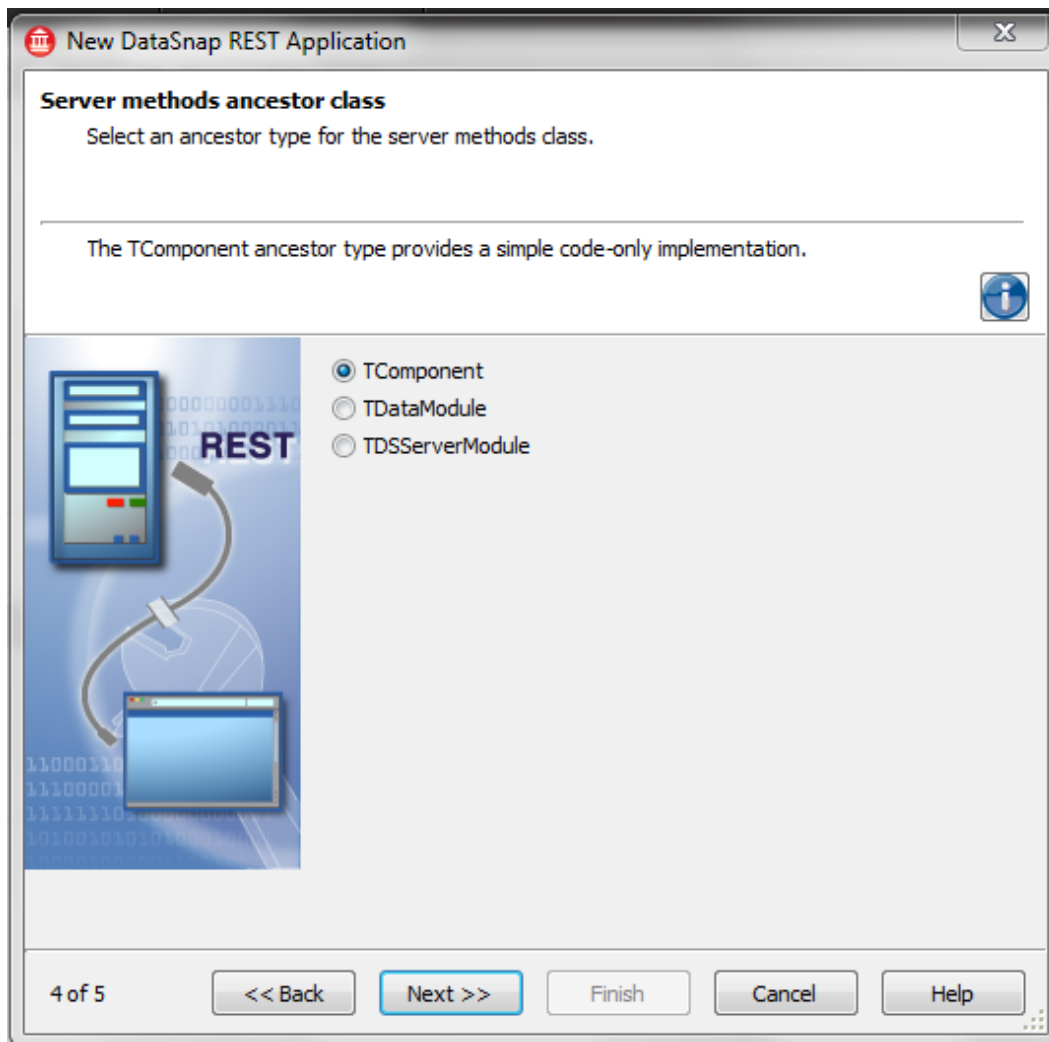 New DataSnap REST Application
Server methods ancestor class
Select an ancestor type for the server methods class.
The TComponent ancestor type provides a simple code-only implementation.
TComponent
TDataModule
REST
TDSServerModule
4 of 5
<< Back
Next >>
Finish
Cancel
Help